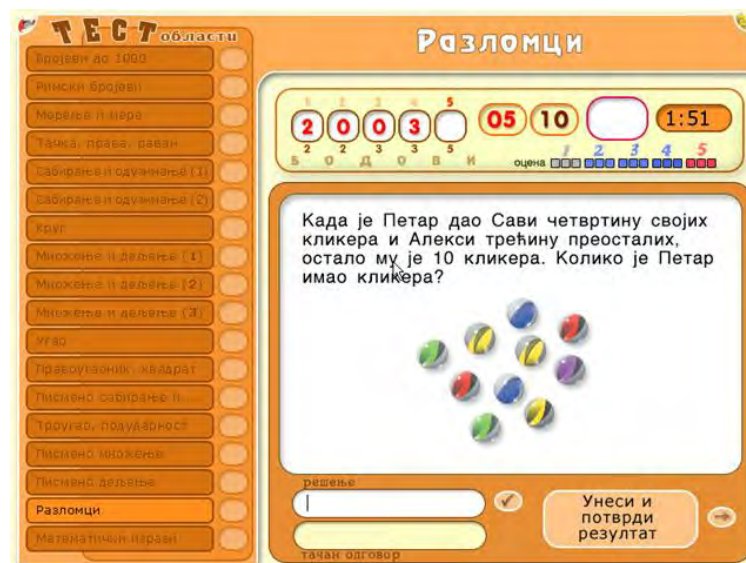 ТЕСТ области
Бројеви до 1000
Римски бројеви
Мерење и мере
Тачка, права, раван
Сабирање и одузимање (1)
Сабирање и одузимање (2)
Круг
Множење и дељење (1)
Множење и дељење (2)
Множење и дељење (3)
Угао
Правоугаоник, квадрат
Писмено сабирање и...
Троугао, подударност
Писмено множење
Писмено дељење
Разломци
Математички изрази
Разломци
1 2 3 4 5
2 0 0 3
2 2 3 3 5
БОДОВИ
05 10
1:51
оцена 1 2 3 4 5
Када је Петар дао Сави четвртину својих
кликера и Алекси трећину преосталих,
остало му је 10 кликера. Колико је Петар
имао кликера?
решење
тачан одговор
Унеси и
потврди
резултат